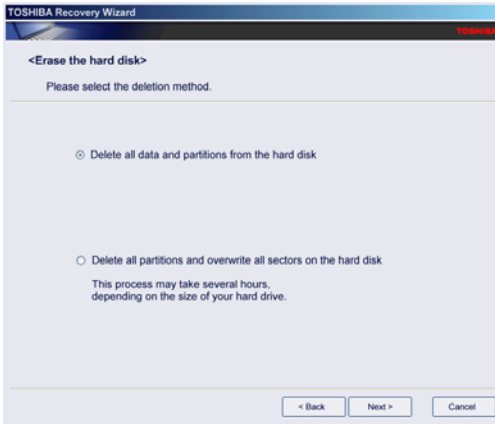 TOSHIBA Recovery Wizard
TOSHIBA
<Erase the hard disk>
Please select the deletion method.
Delete all data and partitions from the hard disk
Delete all partitions and overwrite all sectors on the hard disk
This process may take several hours,
depending on the size of your hard drive.
< Back Next > Cancel